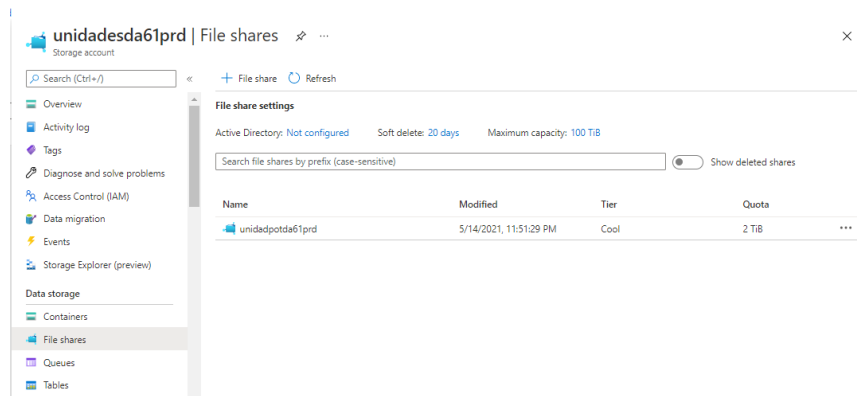 unidadesda61prd | File shares
Storage account
Search (Ctrl+/)
Overview
Activity log
Tags
Diagnose and solve problems
Access Control (IAM)
Data migration
Events
Storage Explorer (preview)
Data storage
Containers
File shares
Queues
Tables
File share Refresh
File share settings
Active Directory: Not configured Soft delete: 20 days Maximum capacity: 100 TiB
Search file shares by prefix (case-sensitive) Show deleted shares
Name Modified Tier Quota
unidadpotda61prd 5/14/2021, 11:51:29 PM Cool 2 TiB